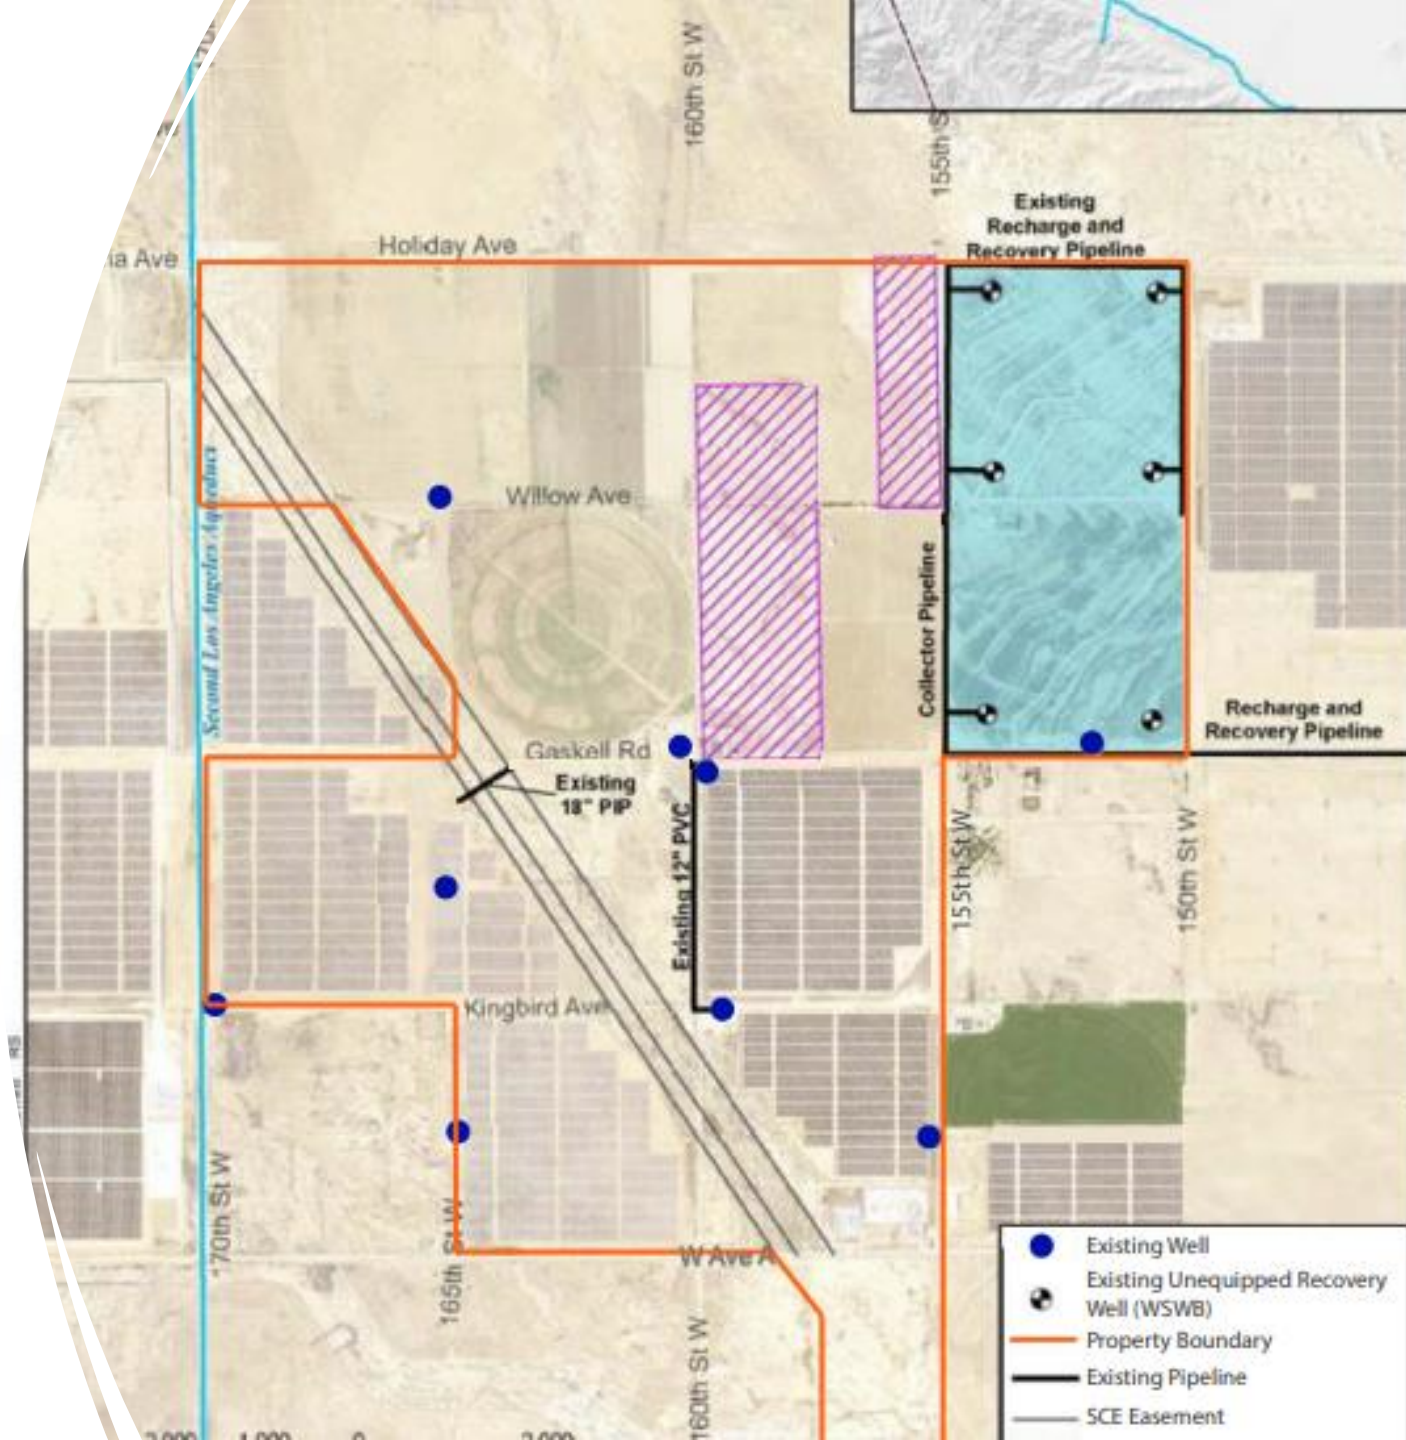 160th St W
Existing
Recharge and
Recovery Pipeline
Holiday Ave
ia Ave
Willow Ave
Second Los Angeles Aqueduct
Collector Pipeline
Recharge and
Recovery Pipeline
Gaskell Rd
Existing
18" PIP
Existing 12" PVC
155th St W
150th St W
Kingbird Ave
170th St W
165th St W
W Ave A
160th St W
Existing Well
Existing Unequipped Recovery
Well (WSWB)
Property Boundary
Existing Pipeline
SCE Easement